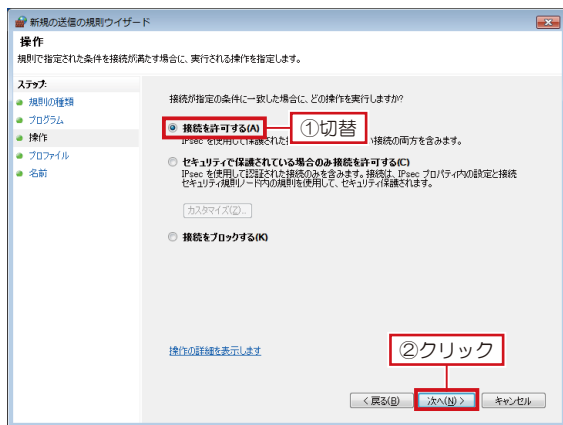 新規の送信の規則ウィザード
操作
規則で指定された条件を接続が満たす場合に、実行される操作を指定します。
ステップ:
規則の種類
プログラム
操作
プロファイル
名前
接続が指定の条件に一致した場合に、どの操作を実行しますか?
接続を許可する(A)
①切替
IPsec を使用して保護された
い接続の両方を含みます。
セキュリティで保護されている場合のみ接続を許可する(C)
IPsec を使用して認証された接続のみを含みます。接続は、IPsec プロパティ内の設定と接続
セキュリティ規則ノード内の規則を使用して、セキュリティ保護されます。
カスタマイズ(Z)...
接続をブロックする(K)
操作の詳細を表示します
②クリック
< 戻る(B)
次へ(N) >
キャンセル